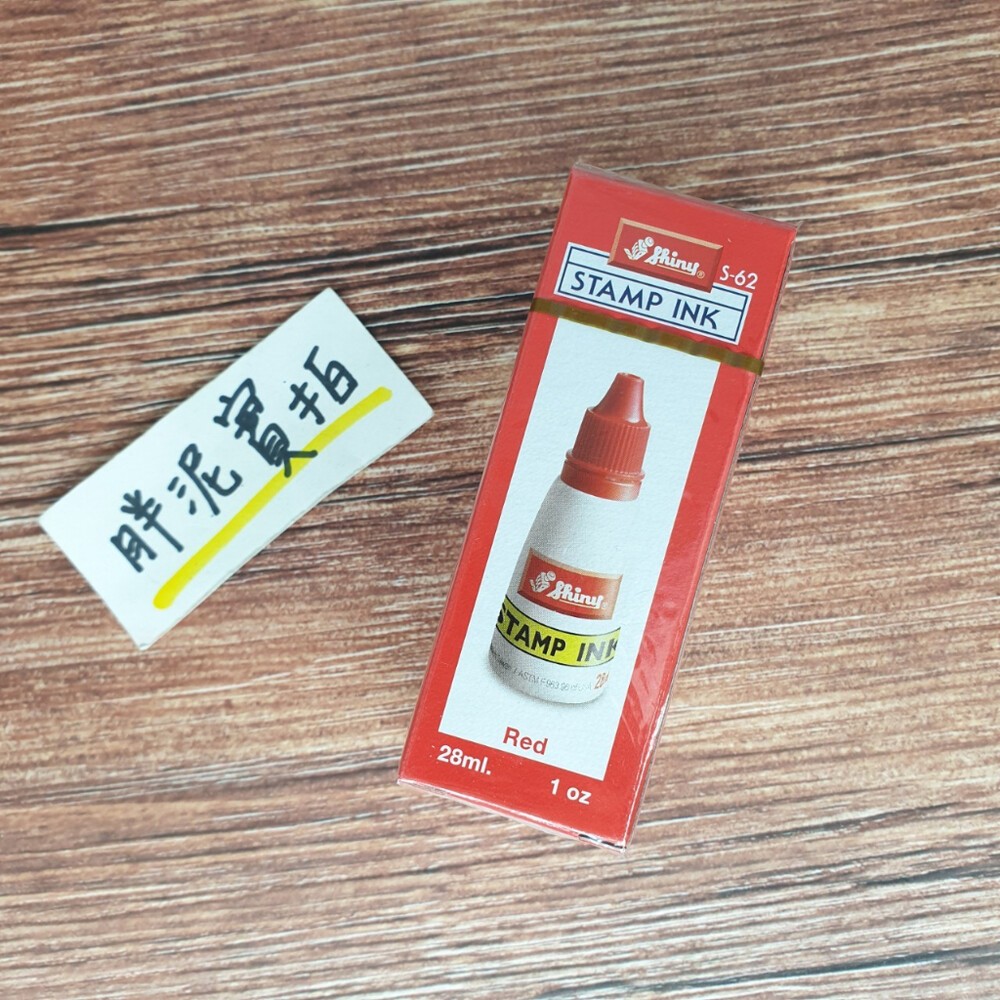 胖泥實拍
Shiny®
S-62
STAMP INK
Shiny®
STAMP INK
Red
28ml.
1 oz